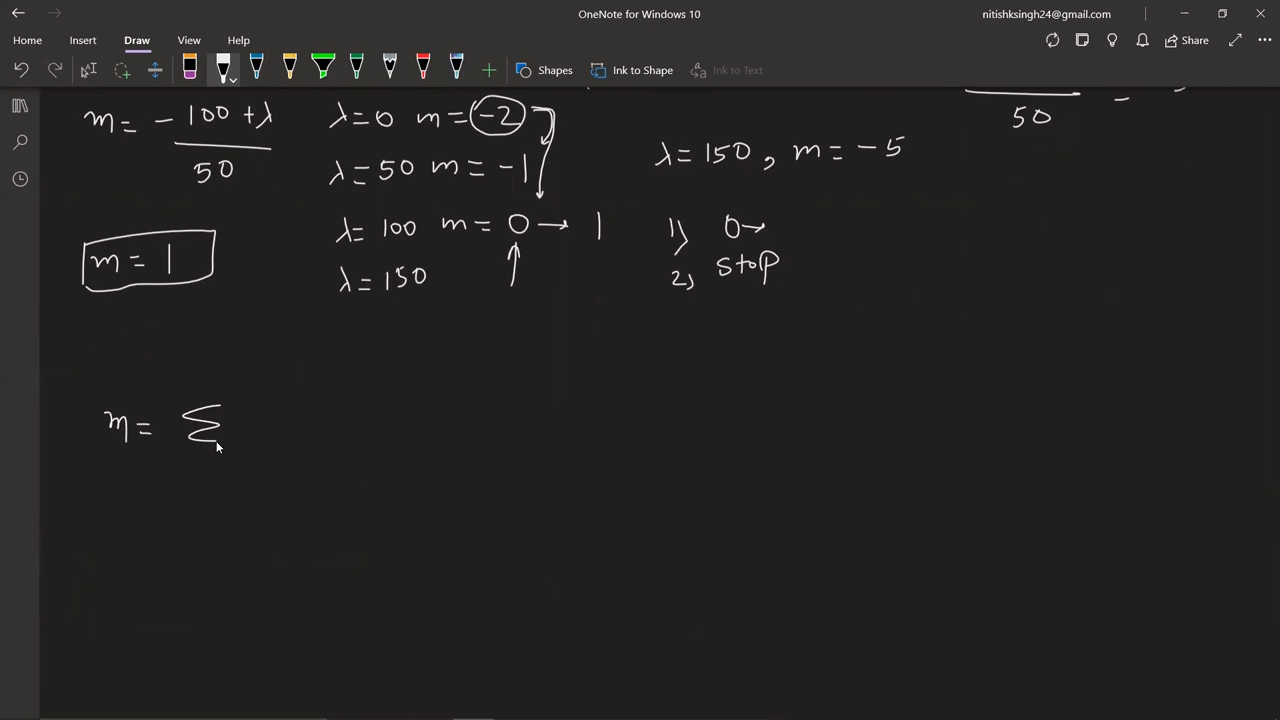 OneNote for Windows 10
nitishksingh24@gmail.com
Home Insert Draw View Help
Share
Shapes Ink to Shape Ink to Text
m = - 100 + λ / 50
λ = 0 m = -2
λ = 50 m = -1
λ = 100 m = 0 → 1
λ = 150
m = 1
50
λ = 150 , m = - 5
1) 0 →
2) stop
m = Σ